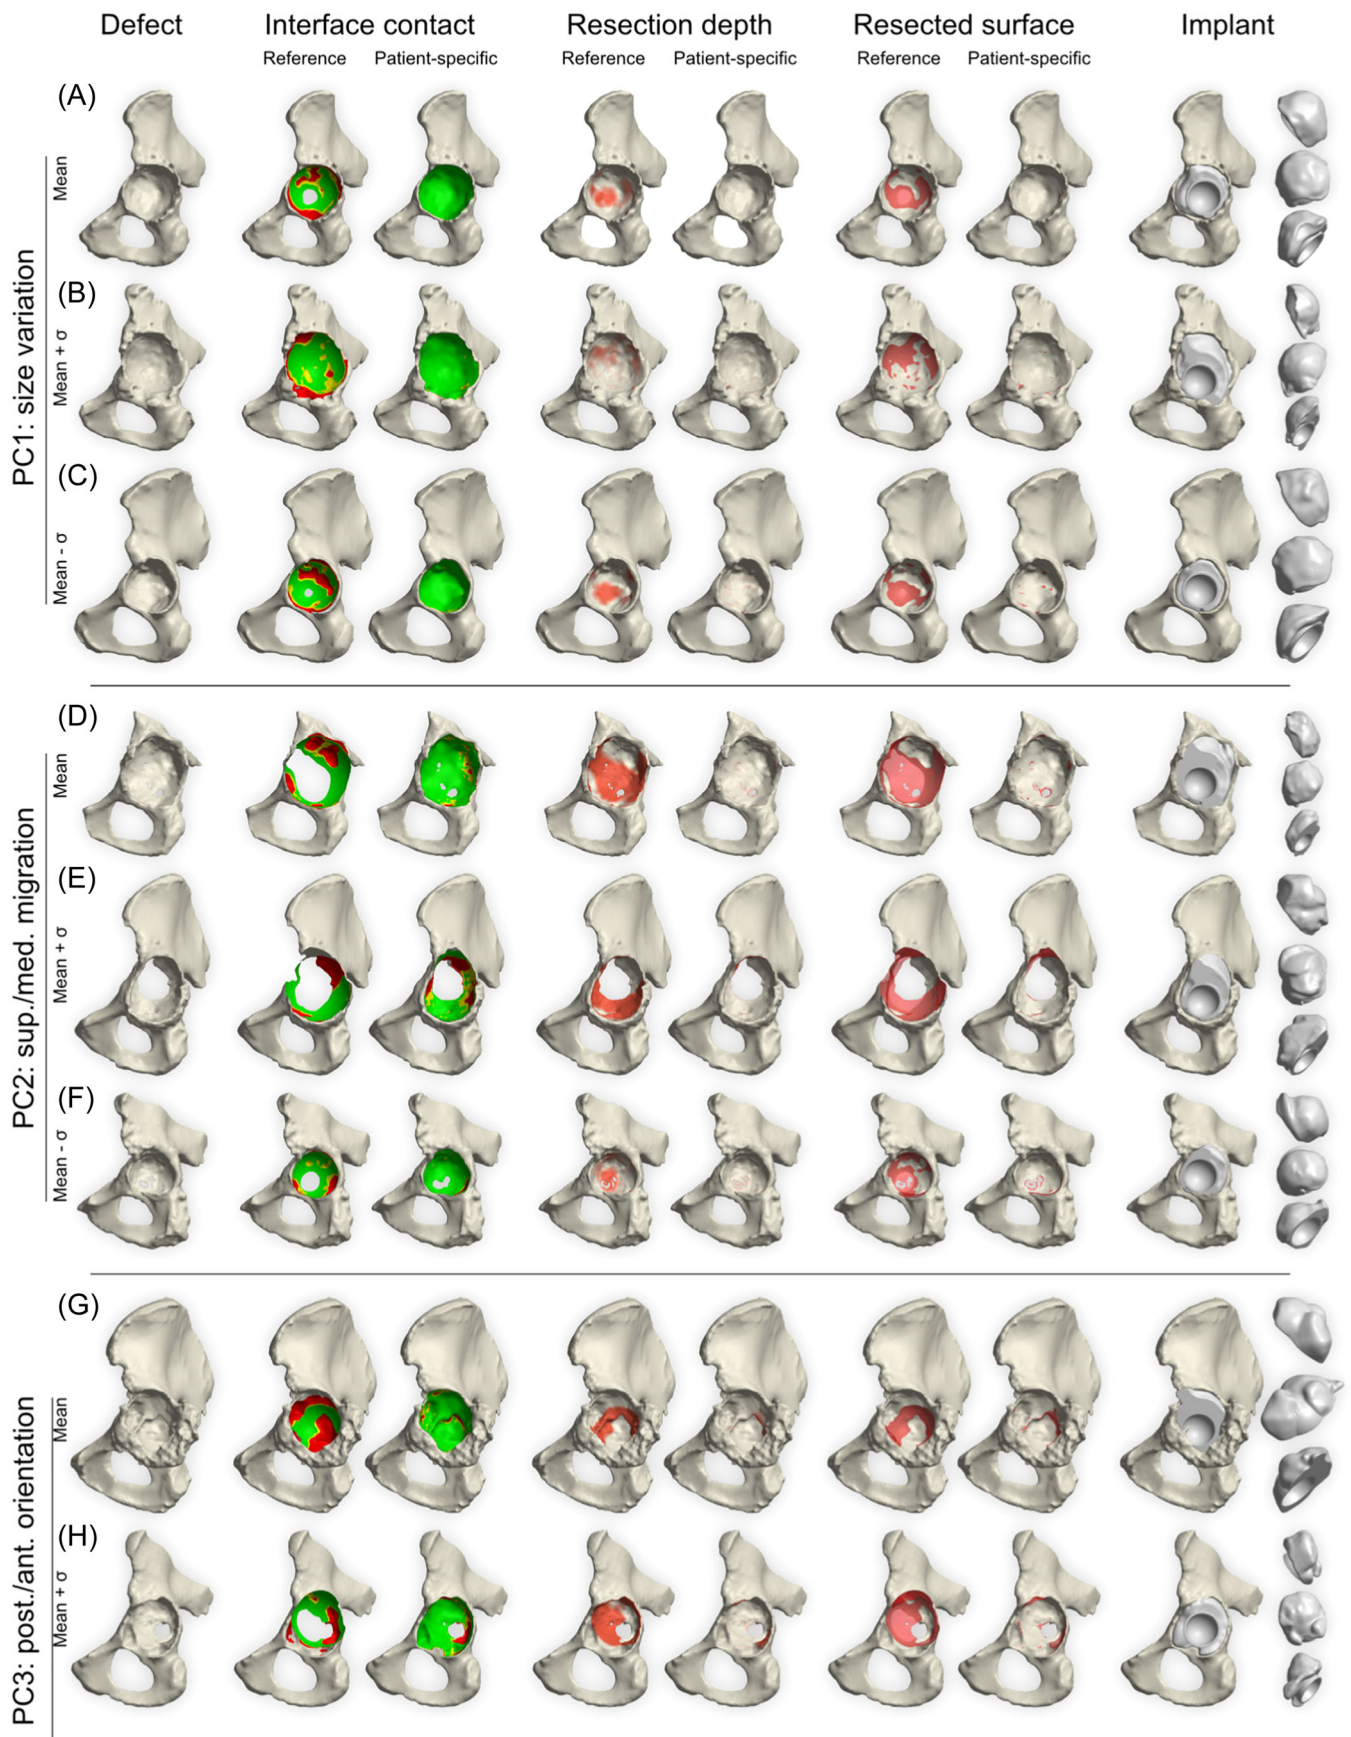 Defect Interface contact Resection depth Resected surface Implant
Reference Patient-specific Reference Patient-specific Reference Patient-specific
PC1: size variation
(A)
Mean
(B)
Mean + σ
(C)
Mean - σ
PC2: sup./med. migration
(D)
Mean
(E)
Mean + σ
(F)
Mean - σ
PC3: post./ant. orientation
(G)
Mean
(H)
Mean + σ